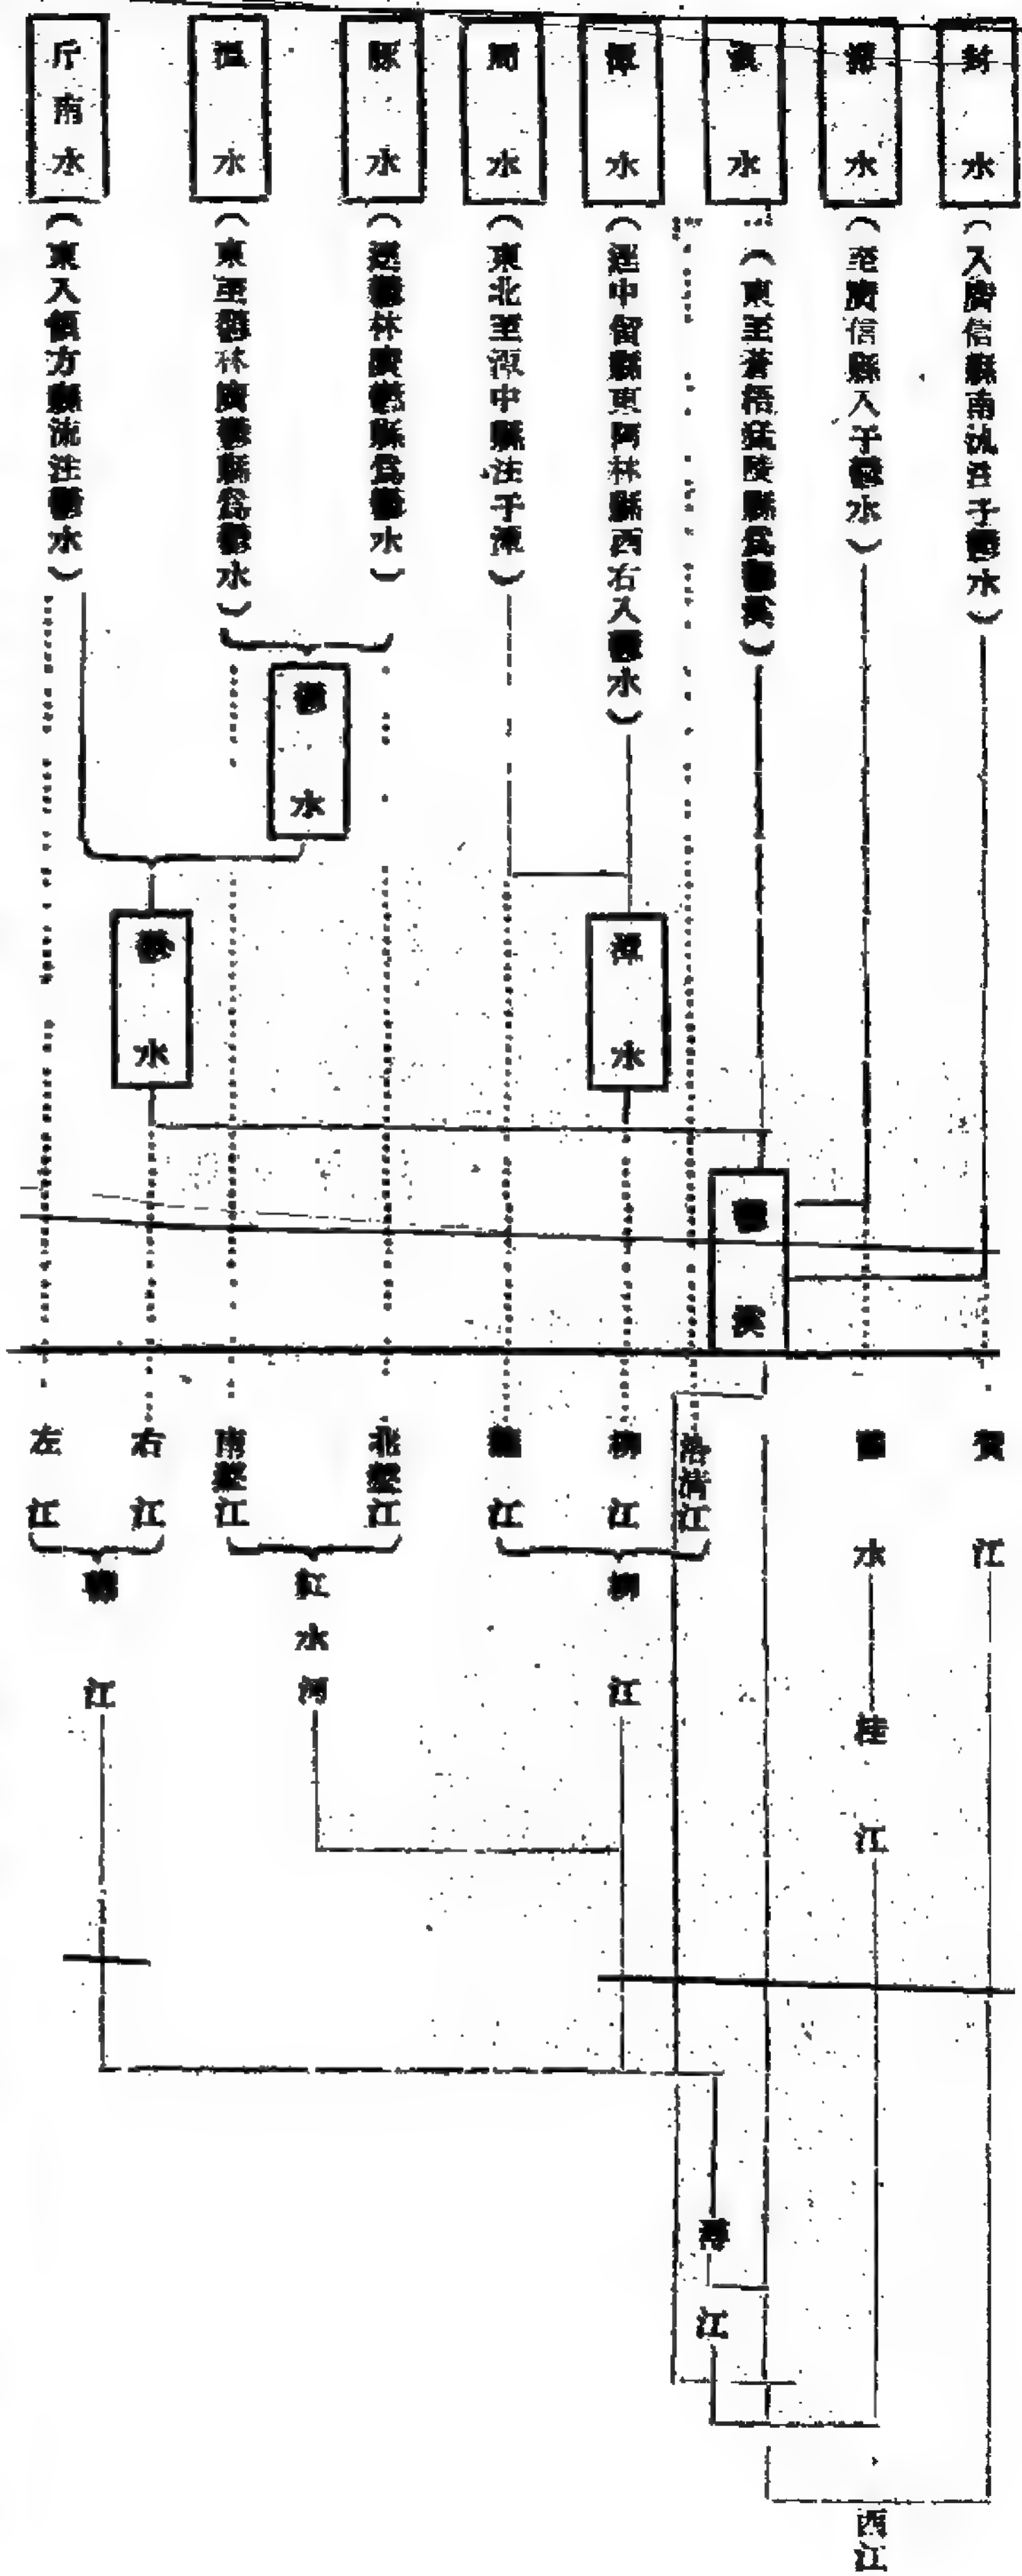 封水
(入廣信縣南流注于鬱水)
水
(至廣信縣入于鬱水)
水
(東至蒼梧猛陵縣爲鬱溪)
潭水
(逕中留縣東阿林縣西右入鬱水)
周水
(東北至潭中縣注于潭)
豚水
(逕鬱林廣鬱縣爲鬱水)
溫水
(東至鬱林廣鬱縣爲鬱水)
斤南水
(東入領方縣流注鬱水)
鬱水
潭水
鬱水
鬱溪
賀江
水
桂江
洛清江
柳江
龍江
北盤江
南盤江
右江
左江
柳江
紅水河
鬱江
潯江
西江